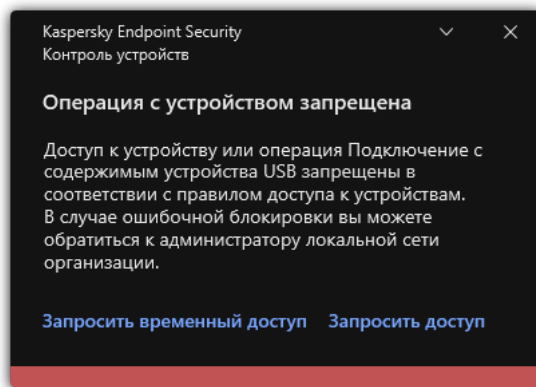 Kaspersky Endpoint Security
Контроль устройств
Операция с устройством запрещена
Доступ к устройству или операция Подключение с
содержимым устройства USB запрещены в
соответствии с правилом доступа к устройствам.
В случае ошибочной блокировки вы можете
обратиться к администратору локальной сети
организации.
Запросить временный доступ Запросить доступ